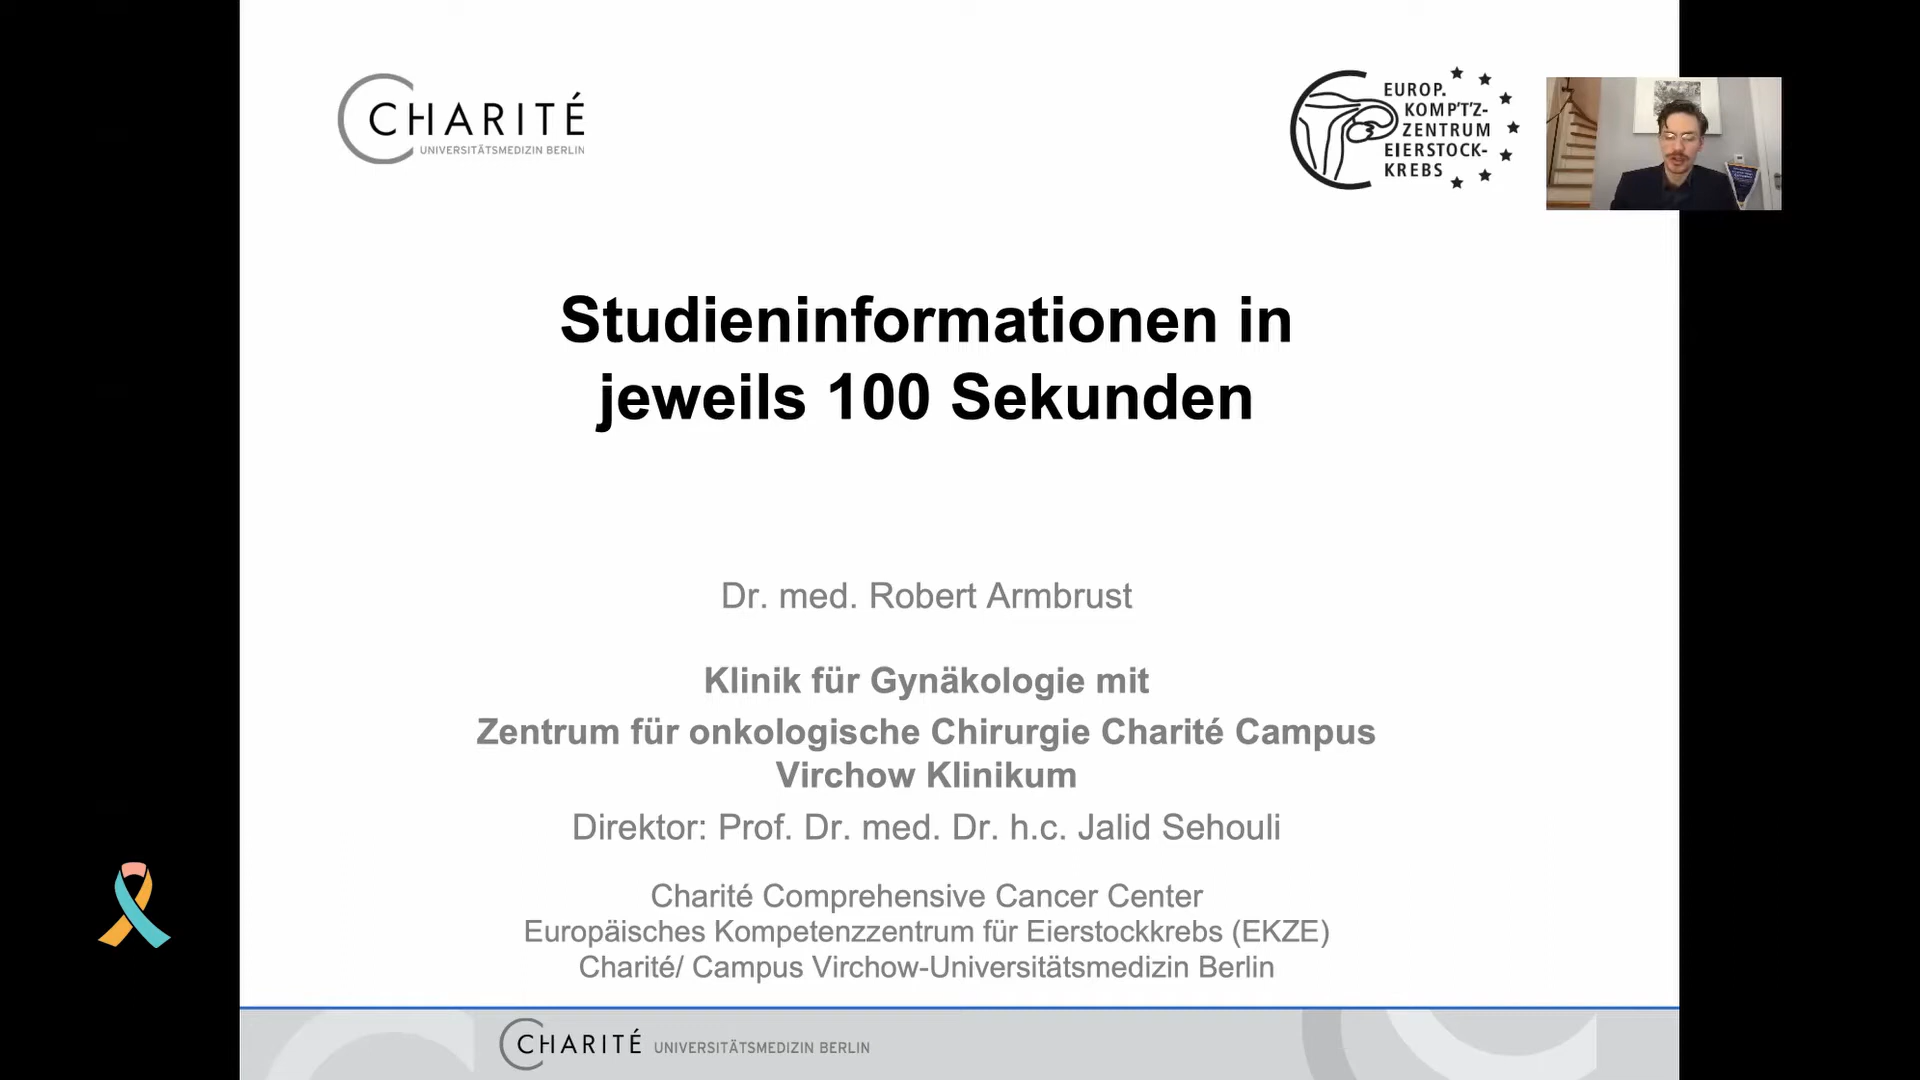 CHARITÉ
UNIVERSITÄTSMEDIZIN BERLIN
EUROP.
KOMP'T'Z-
ZENTRUM
EIERSTOCK-
KREBS
Studieninformationen in
jeweils 100 Sekunden
Dr. med. Robert Armbrust
Klinik für Gynäkologie mit
Zentrum für onkologische Chirurgie Charité Campus
Virchow Klinikum
Direktor: Prof. Dr. med. Dr. h.c. Jalid Sehouli
Charité Comprehensive Cancer Center
Europäisches Kompetenzzentrum für Eierstockkrebs (EKZE)
Charité/ Campus Virchow-Universitätsmedizin Berlin
CHARITÉ UNIVERSITÄTSMEDIZIN BERLIN